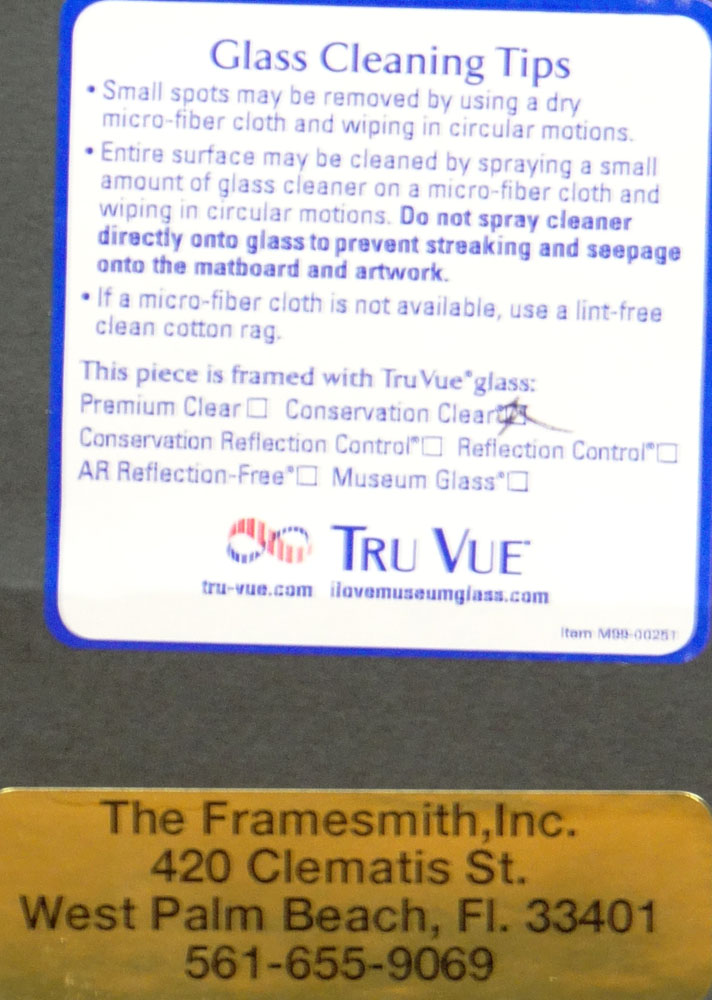 Glass Cleaning Tips
• Small spots may be removed by using a dry
micro-fiber cloth and wiping in circular motions.
• Entire surface may be cleaned by spraying a small
amount of glass cleaner on a micro-fiber cloth and
wiping in circular motions. Do not spray cleaner
directly onto glass to prevent streaking and seepage
onto the matboard and artwork.
• If a micro-fiber cloth is not available, use a lint-free
clean cotton rag.
This piece is framed with Tru Vue® glass:
Premium Clear ☐ Conservation Clear ☒
Conservation Reflection Control® ☐ Reflection Control® ☐
AR Reflection-Free® ☐ Museum Glass® ☐
TRU VUE™
tru-vue.com ilovemuseumglass.com
Item M99-00251
The Framesmith,Inc.
420 Clematis St.
West Palm Beach, Fl. 33401
561-655-9069